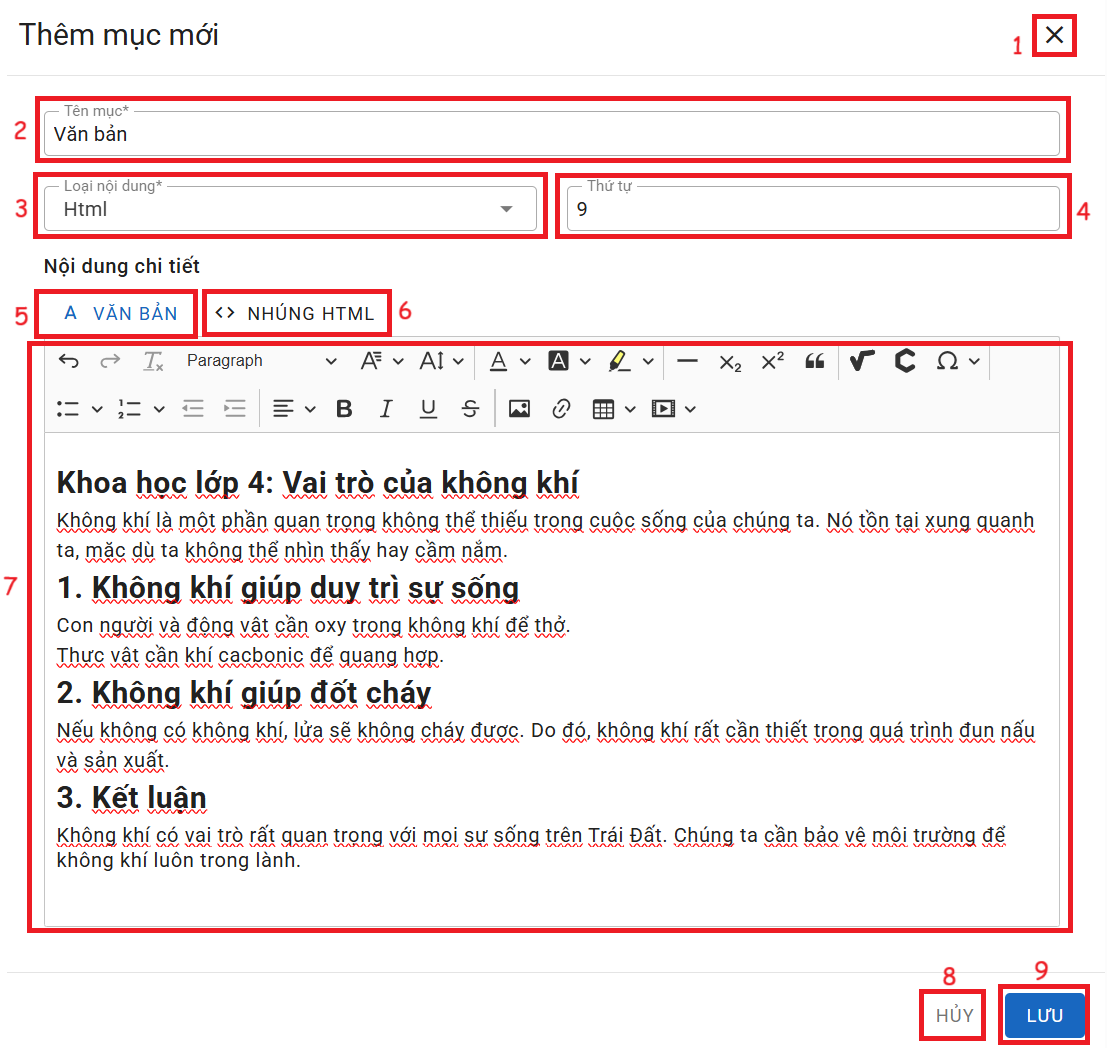 Thêm mục mới
1
2
Tên mục*
Văn bản
3
Loại nội dung*
Html
Thứ tự
9
4
Nội dung chi tiết
5
A VĂN BẢN
<> NHÚNG HTML
6
Paragraph
Khoa học lớp 4: Vai trò của không khí
Không khí là một phần quan trọng không thể thiếu trong cuộc sống của chúng ta. Nó tồn tại xung quanh
ta, mặc dù ta không thể nhìn thấy hay cầm nắm.
7
1. Không khí giúp duy trì sự sống
Con người và động vật cần oxy trong không khí để thở.
Thực vật cần khí cacbonic để quang hợp.
2. Không khí giúp đốt cháy
Nếu không có không khí, lửa sẽ không cháy được. Do đó, không khí rất cần thiết trong quá trình đun nấu
và sản xuất.
3. Kết luận
Không khí có vai trò rất quan trọng với mọi sự sống trên Trái Đất. Chúng ta cần bảo vệ môi trường để
không khí luôn trong lành.
8
9
HỦY
LƯU